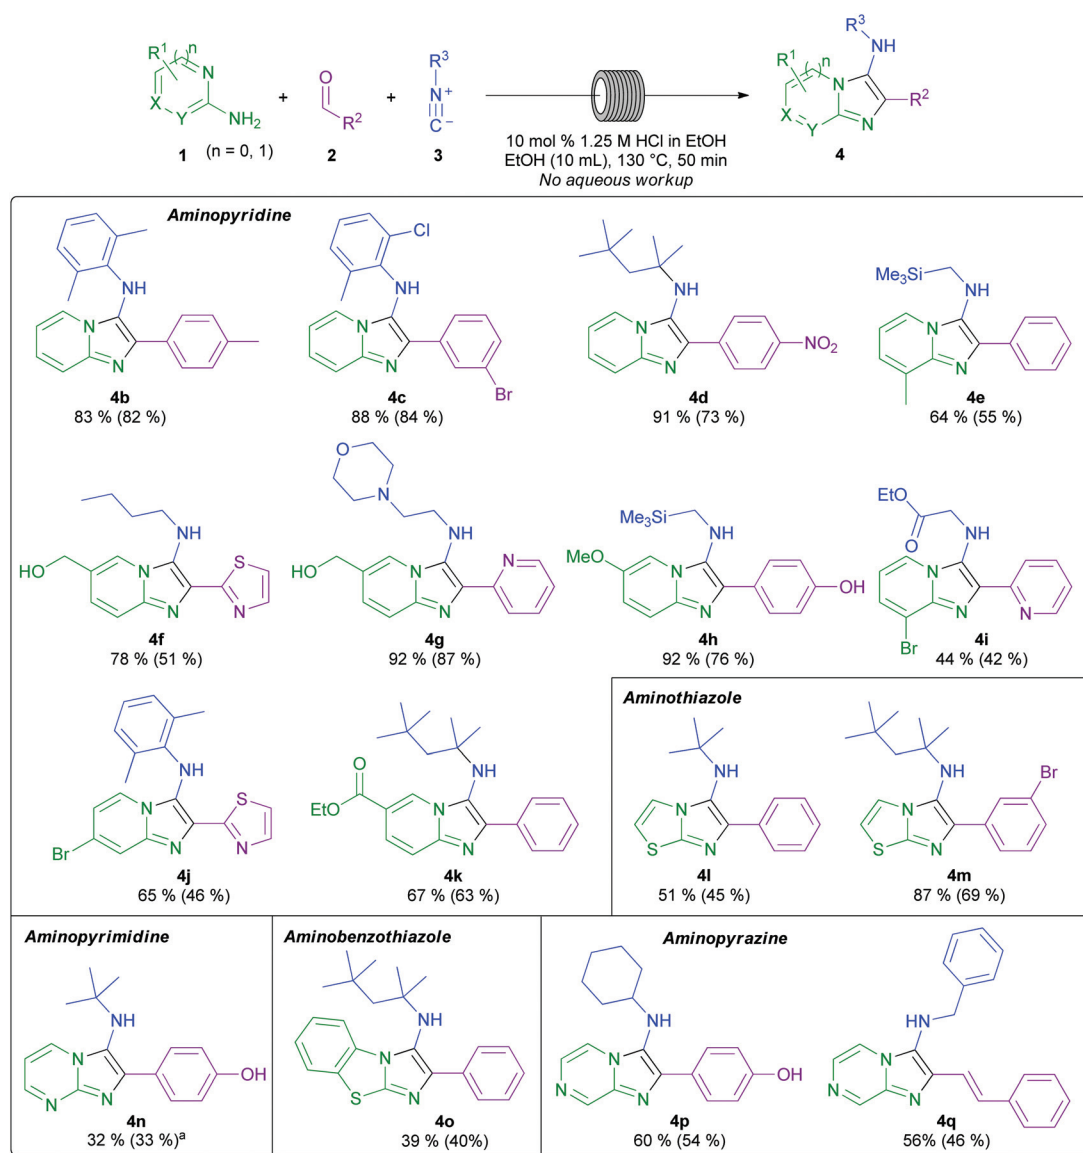 R1 ( )n N
X Y NH2
1 (n = 0, 1)
+
O
R2
2
+
R3
N+
C−
3
10 mol % 1.25 M HCl in EtOH
EtOH (10 mL), 130 °C, 50 min
No aqueous workup
R3
NH
R1 ( )n N
R2
X Y N
4
Aminopyridine
NH
N
N
4b
83 % (82 %)
Cl
NH
N
N
Br
4c
88 % (84 %)
NH
N
N
NO2
4d
91 % (73 %)
Me3Si
NH
N
N
4e
64 % (55 %)
NH
HO N S
N N
4f
78 % (51 %)
O
N
NH
HO N N
N
4g
92 % (87 %)
Me3Si
NH
MeO N
N OH
4h
92 % (76 %)
EtO
O
NH
N
N N
Br
4i
44 % (42 %)
NH
N S
Br N N
4j
65 % (46 %)
O
EtO
NH
N
N
4k
67 % (63 %)
Aminothiazole
NH
N
S N
4l
51 % (45 %)
NH
Br
N
S N
4m
87 % (69 %)
Aminopyrimidine
NH
N
N N
OH
4n
32 % (33 %)a
Aminobenzothiazole
NH
N
S N
4o
39 % (40%)
Aminopyrazine
NH
N
N N
OH
4p
60 % (54 %)
HN
N
N N
4q
56% (46 %)